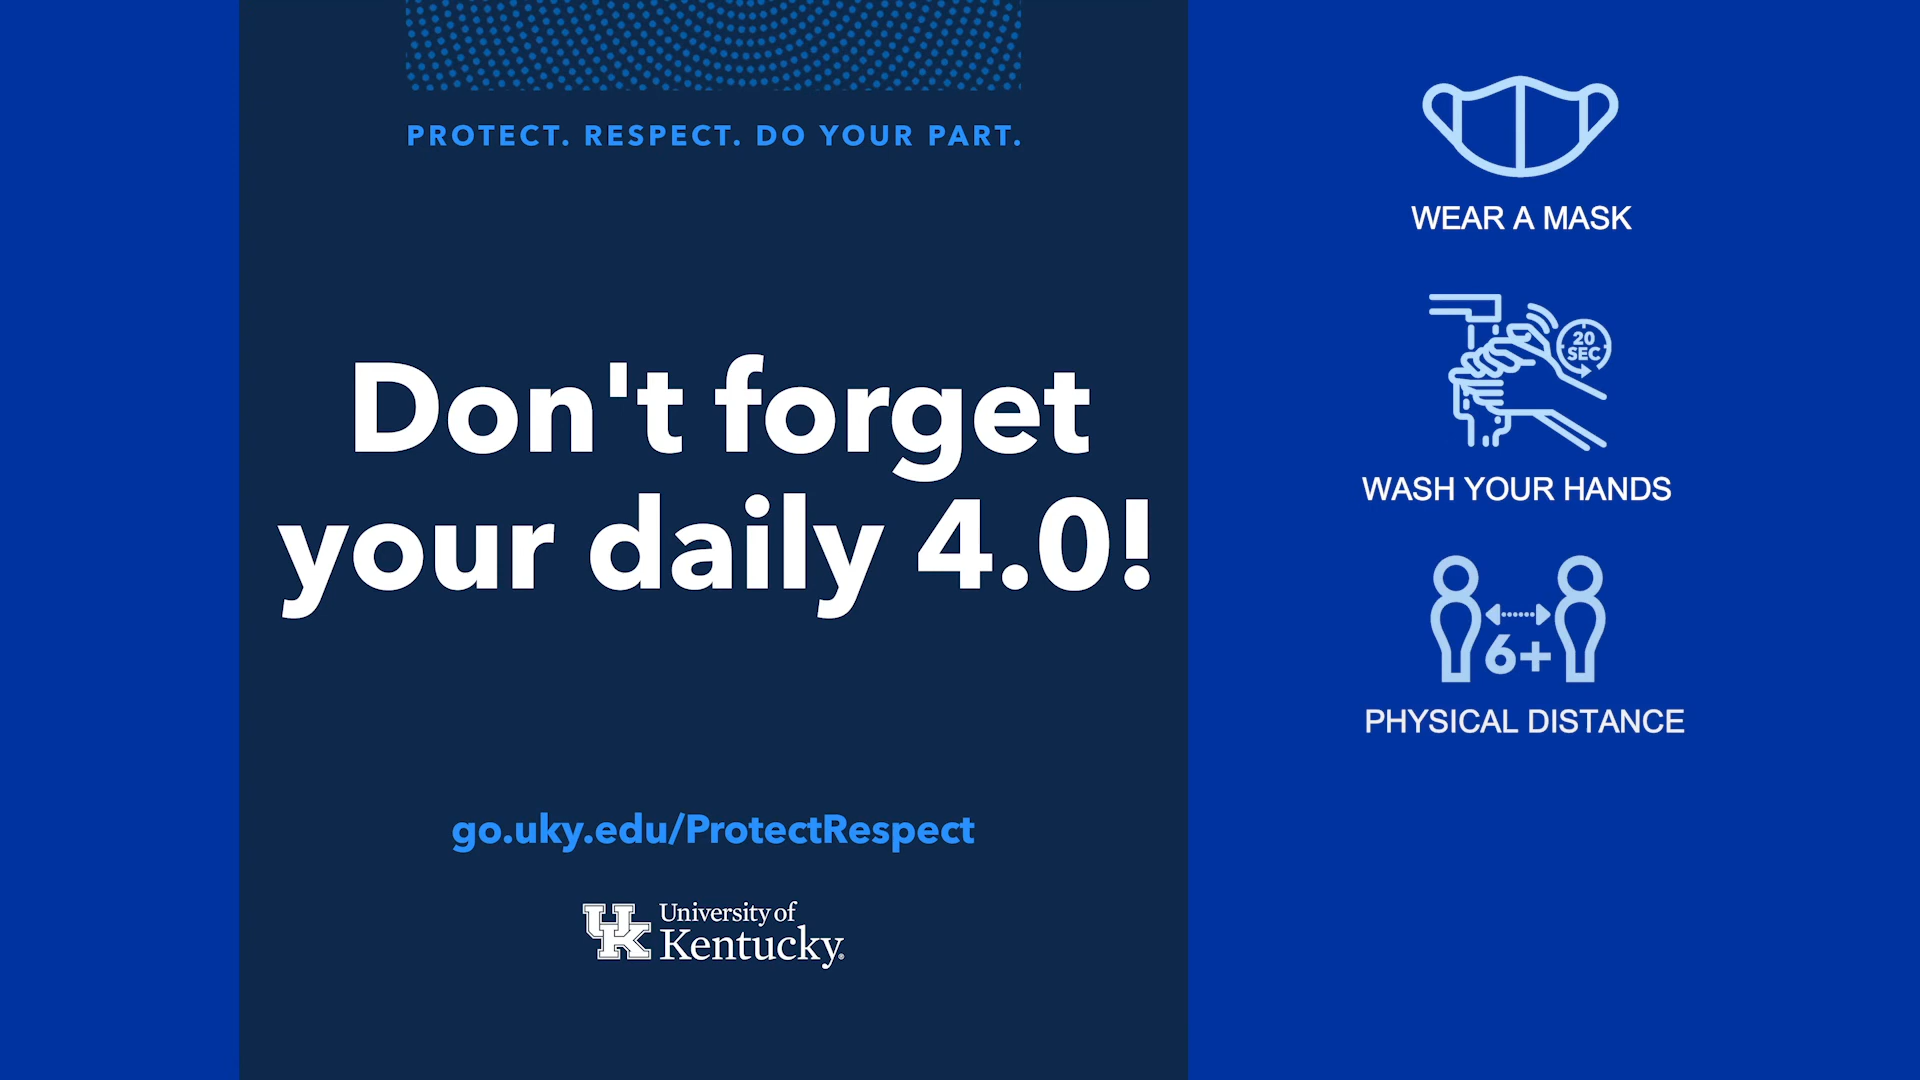 PROTECT. RESPECT. DO YOUR PART.
Don't forget
your daily 4.0!
go.uky.edu/ProtectRespect
UK
University of
Kentucky®
WEAR A MASK
20
SEC
WASH YOUR HANDS
6+
PHYSICAL DISTANCE